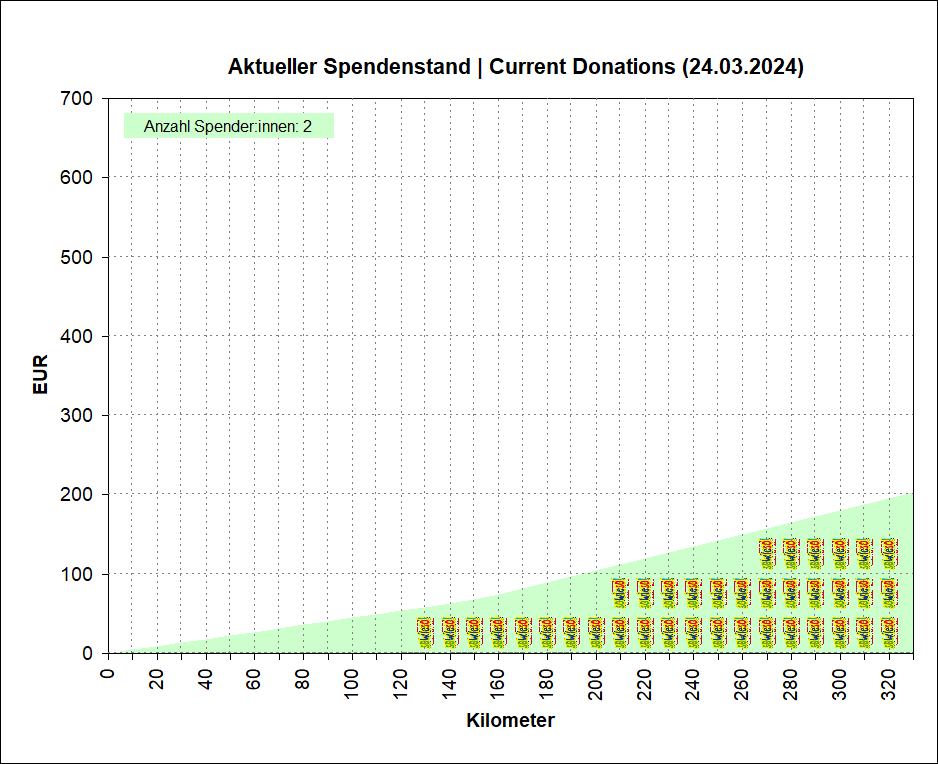 Aktueller Spendenstand | Current Donations (24.03.2024)
700
Anzahl Spender:innen: 2
600
500
400
EUR
300
200
100
0
0 20 40 60 80 100 120 140 160 180 200 220 240 260 280 300 320
Kilometer